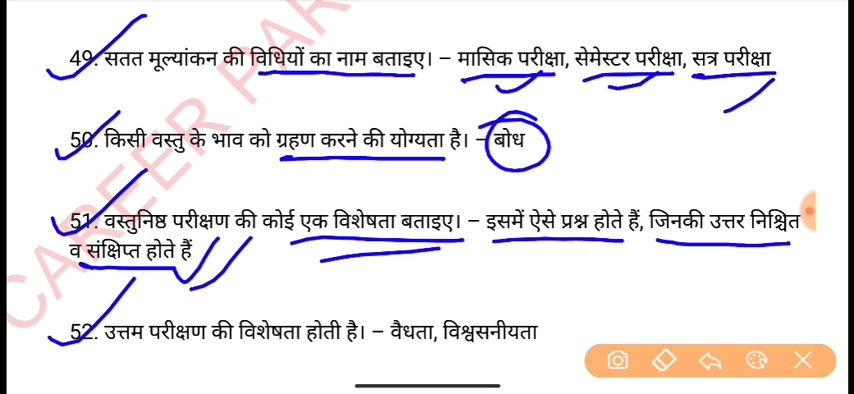 49. सतत मूल्यांकन की विधियों का नाम बताइए। – मासिक परीक्षा, सेमेस्टर परीक्षा, सत्र परीक्षा
50. किसी वस्तु के भाव को ग्रहण करने की योग्यता है। – बोध
51. वस्तुनिष्ठ परीक्षण की कोई एक विशेषता बताइए। – इसमें ऐसे प्रश्न होते हैं, जिनकी उत्तर निश्चित
व संक्षिप्त होते हैं
52. उत्तम परीक्षण की विशेषता होती है। – वैधता, विश्वसनीयता
CAREER PAR